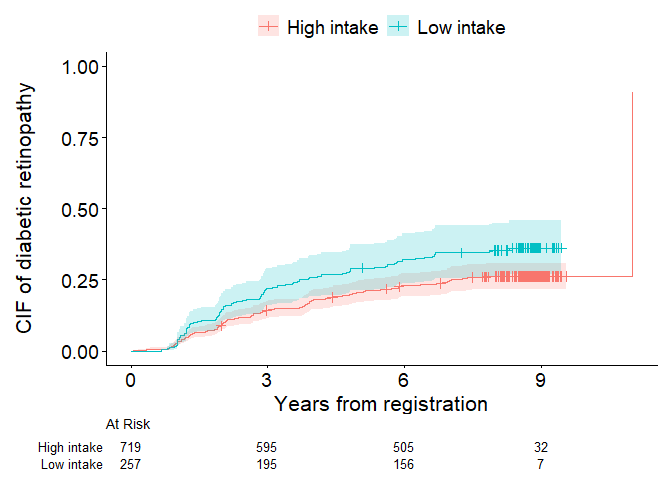 High intake Low intake
CIF of diabetic retinopathy
1.00
0.75
0.50
0.25
0.00
0 3 6 9
Years from registration
At Risk
High intake 719 595 505 32
Low intake 257 195 156 7